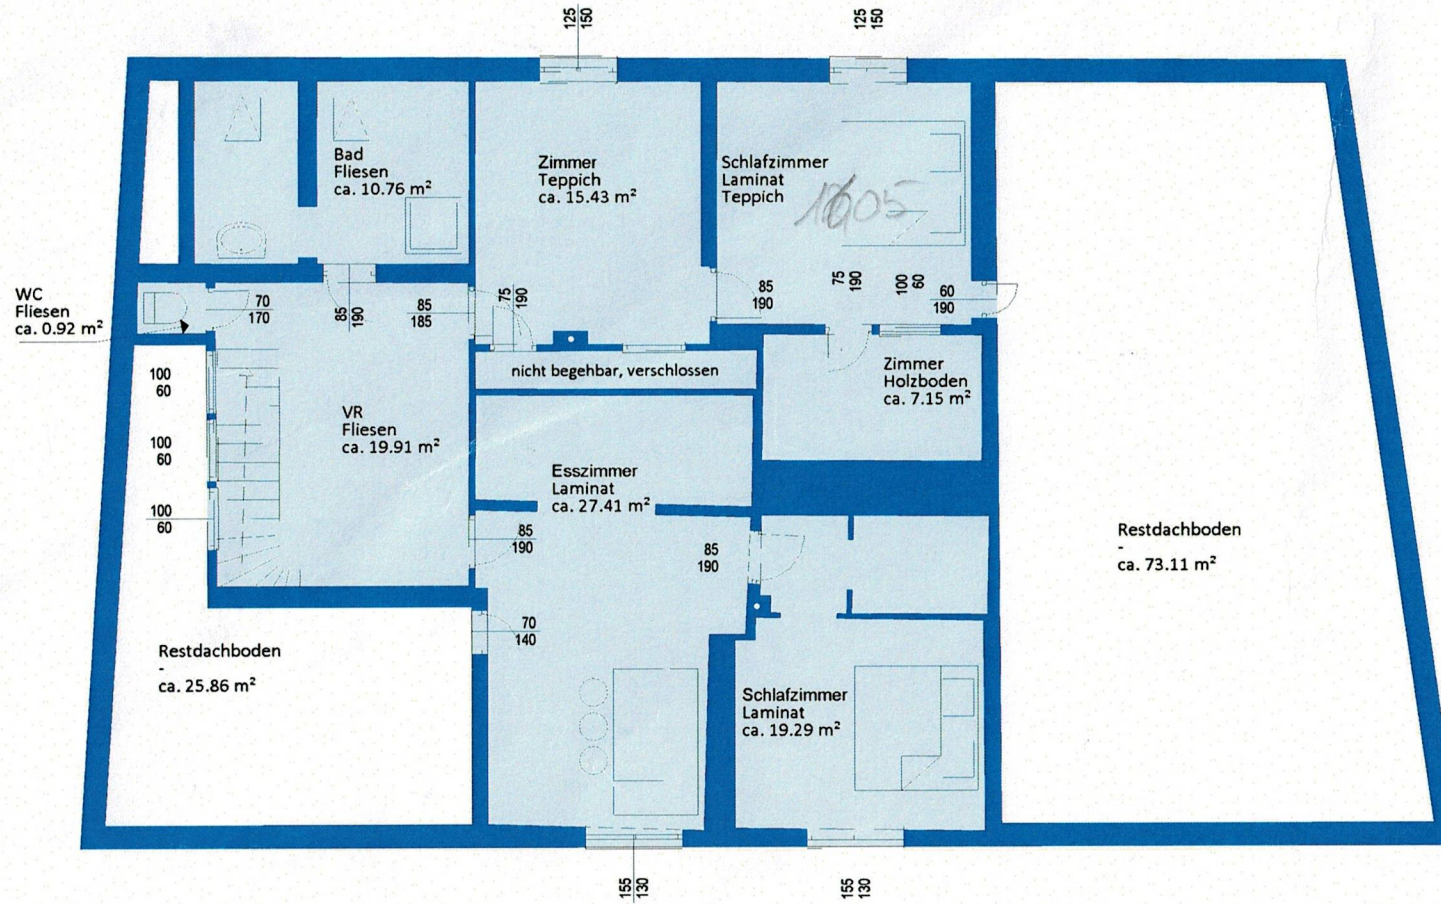 125
150
125
150
Bad
Fliesen
ca. 10.76 m²
Zimmer
Teppich
ca. 15.43 m²
Schlafzimmer
Laminat
Teppich
WC
Fliesen
ca. 0.92 m²
70
170
85
190
85
185
75
190
85
190
75
190
100
60
60
190
nicht begehbar, verschlossen
Zimmer
Holzboden
ca. 7.15 m²
100
60
100
60
100
60
VR
Fliesen
ca. 19.91 m²
Esszimmer
Laminat
ca. 27.41 m²
85
190
85
190
70
140
Restdachboden
-
ca. 73.11 m²
Restdachboden
-
ca. 25.86 m²
Schlafzimmer
Laminat
ca. 19.29 m²
155
130
155
130